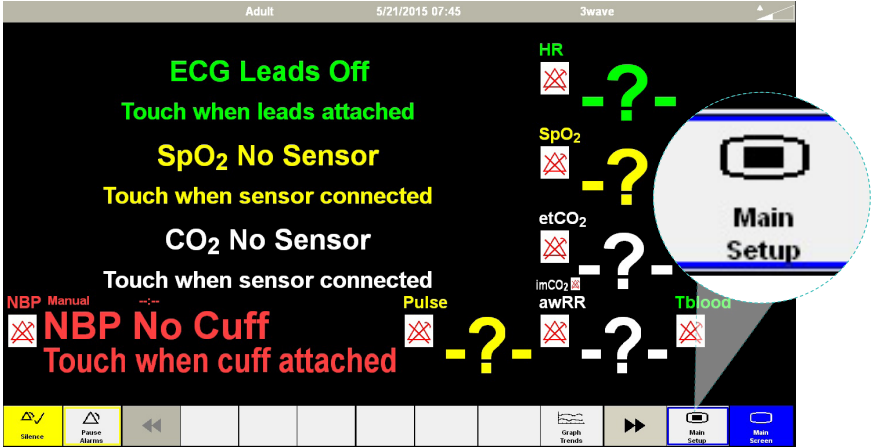 Adult 5/21/2015 07:45 3wave
HR
ECG Leads Off
-?-
Touch when leads attached
SpO2
SpO2 No Sensor
-?
Touch when sensor connected
Main
Setup
etCO2
CO2 No Sensor
-?-
Touch when sensor connected
imCO2
NBP Manual --:-- Pulse awRR Tblood
NBP No Cuff
-?- -?-
Touch when cuff attached
Silence
Pause
Alarms
Graph
Trends
Main
Setup
Main
Screen